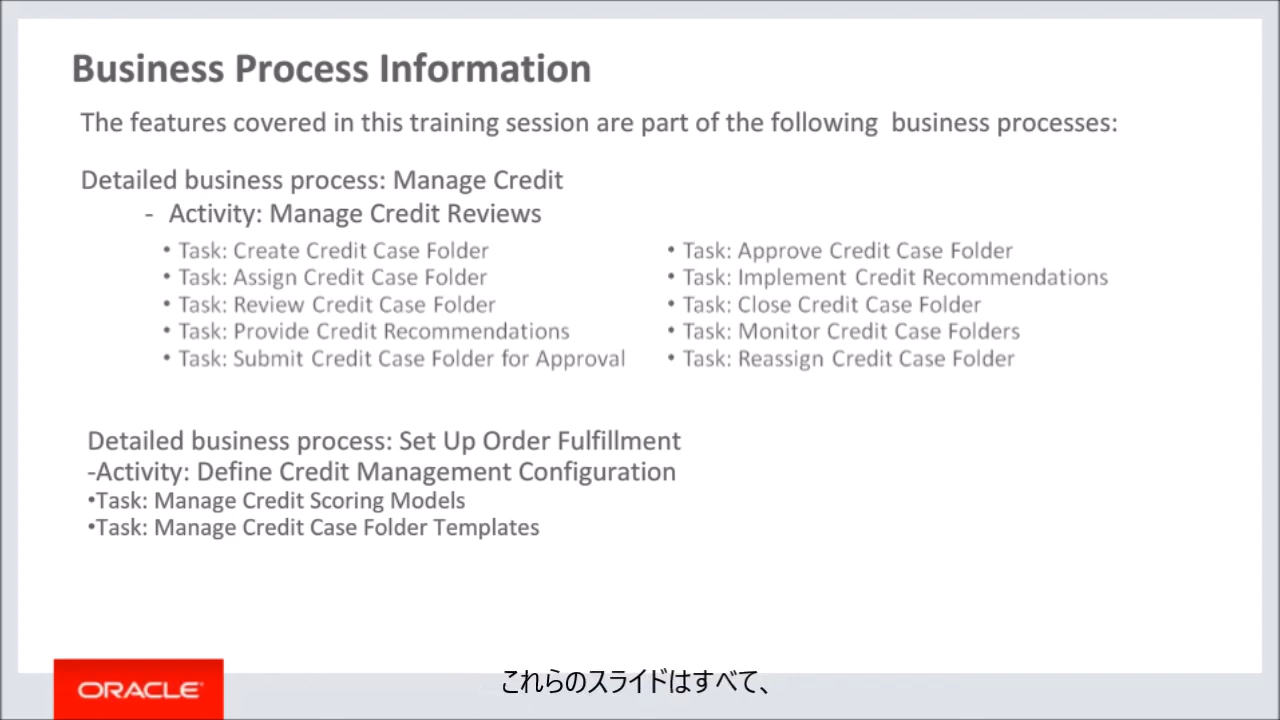 Business Process Information
The features covered in this training session are part of the following business processes:
Detailed business process: Manage Credit
- Activity: Manage Credit Reviews
• Task: Create Credit Case Folder
• Task: Assign Credit Case Folder
• Task: Review Credit Case Folder
• Task: Provide Credit Recommendations
• Task: Submit Credit Case Folder for Approval
• Task: Approve Credit Case Folder
• Task: Implement Credit Recommendations
• Task: Close Credit Case Folder
• Task: Monitor Credit Case Folders
• Task: Reassign Credit Case Folder
Detailed business process: Set Up Order Fulfillment
-Activity: Define Credit Management Configuration
•Task: Manage Credit Scoring Models
•Task: Manage Credit Case Folder Templates
ORACLE®
これらのスライドはすべて、